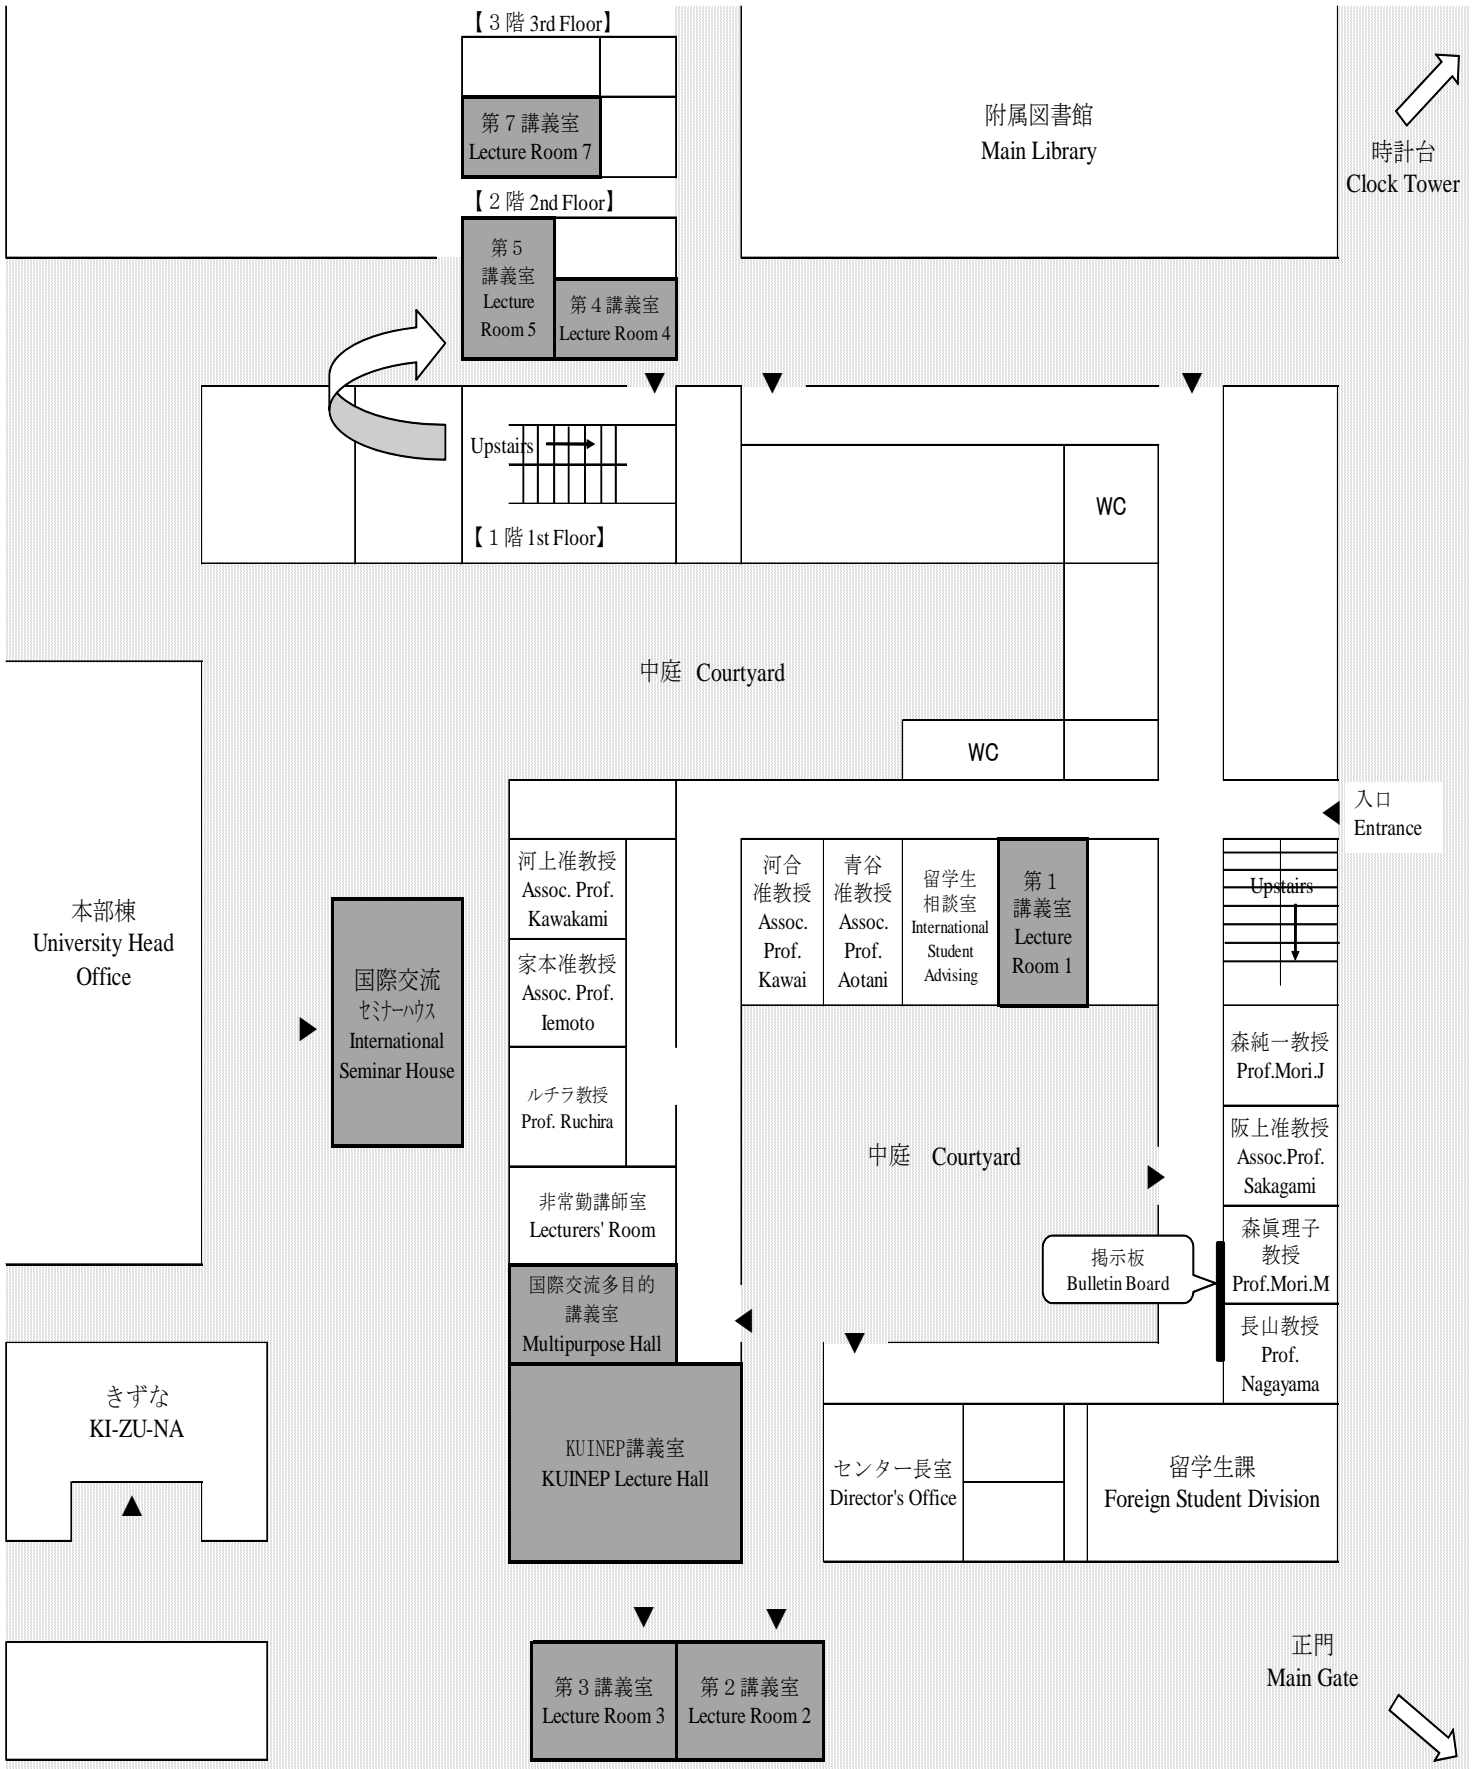 【３階 3rd Floor】
第７講義室
Lecture Room 7
附属図書館
Main Library
時計台
Clock Tower
【２階 2nd Floor】
第５
講義室
Lecture
Room 5
第４講義室
Lecture Room 4
Upstairs
【１階 1st Floor】
WC
中庭 Courtyard
WC
入口
Entrance
本部棟
University Head
Office
国際交流
セミナーハウス
International
Seminar House
河上准教授
Assoc. Prof.
Kawakami
家本准教授
Assoc. Prof.
Iemoto
ルチラ教授
Prof. Ruchira
非常勤講師室
Lecturers' Room
国際交流多目的
講義室
Multipurpose Hall
KUINEP講義室
KUINEP Lecture Hall
河合
准教授
Assoc.
Prof.
Kawai
青谷
准教授
Assoc.
Prof.
Aotani
留学生
相談室
International
Student
Advising
第１
講義室
Lecture
Room 1
Upstairs
森純一教授
Prof.Mori.J
阪上准教授
Assoc.Prof.
Sakagami
中庭 Courtyard
掲示板
Bulletin Board
森眞理子
教授
Prof.Mori.M
長山教授
Prof.
Nagayama
きずな
KI-ZU-NA
センター長室
Director's Office
留学生課
Foreign Student Division
第３講義室
Lecture Room 3
第２講義室
Lecture Room 2
正門
Main Gate